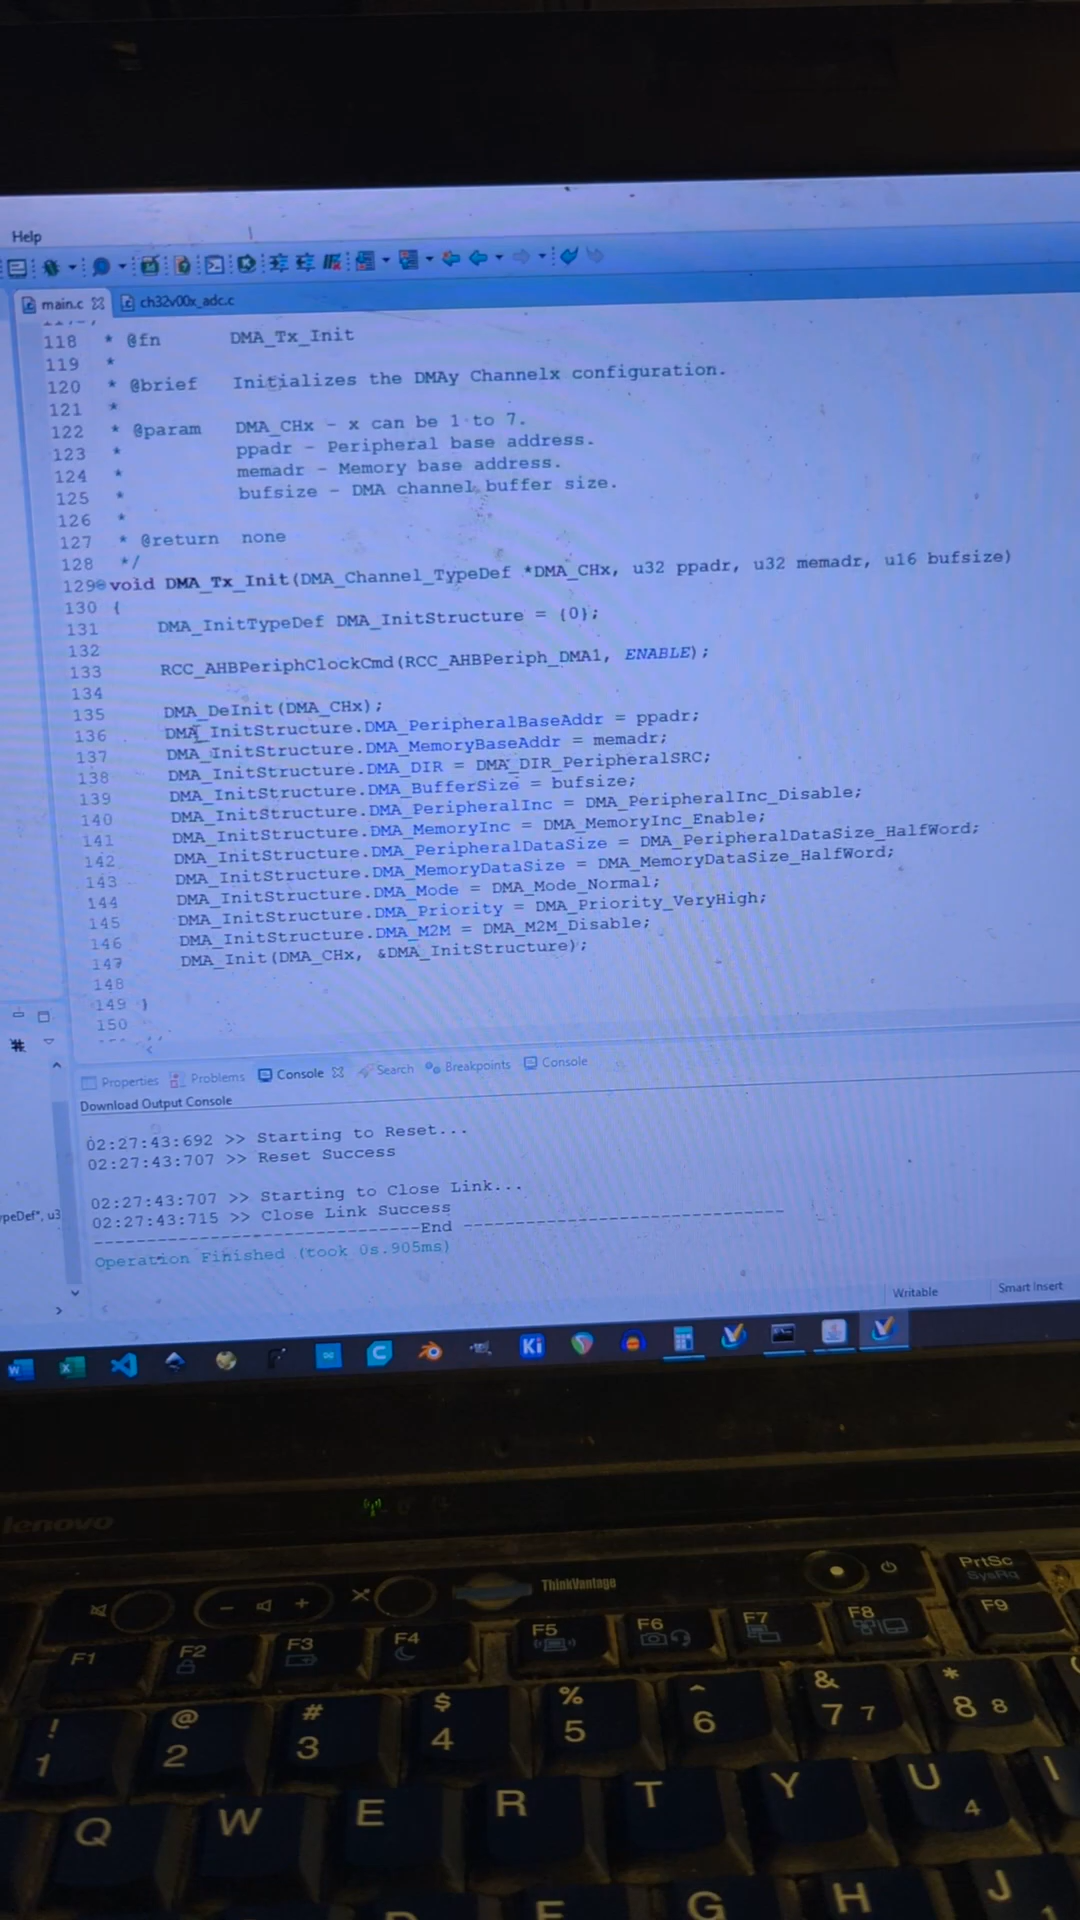 Help
main.c
ch32v00x_adc.c
118 * @fn DMA_Tx_Init
119 *
120 * @brief Initializes the DMAy Channelx configuration.
121 *
122 * @param DMA_CHx - x can be 1 to 7.
123 * ppadr - Peripheral base address.
124 * memadr - Memory base address.
125 * bufsize - DMA channel buffer size.
126 *
127 * @return none
128 */
129 void DMA_Tx_Init(DMA_Channel_TypeDef *DMA_CHx, u32 ppadr, u32 memadr, u16 bufsize)
130 {
131 DMA_InitTypeDef DMA_InitStructure = {0};
132
133 RCC_AHBPeriphClockCmd(RCC_AHBPeriph_DMA1, ENABLE);
134
135 DMA_DeInit(DMA_CHx);
136 DMA_InitStructure.DMA_PeripheralBaseAddr = ppadr;
137 DMA_InitStructure.DMA_MemoryBaseAddr = memadr;
138 DMA_InitStructure.DMA_DIR = DMA_DIR_PeripheralSRC;
139 DMA_InitStructure.DMA_BufferSize = bufsize;
140 DMA_InitStructure.DMA_PeripheralInc = DMA_PeripheralInc_Disable;
141 DMA_InitStructure.DMA_MemoryInc = DMA_MemoryInc_Enable;
142 DMA_InitStructure.DMA_PeripheralDataSize = DMA_PeripheralDataSize_HalfWord;
143 DMA_InitStructure.DMA_MemoryDataSize = DMA_MemoryDataSize_HalfWord;
144 DMA_InitStructure.DMA_Mode = DMA_Mode_Normal;
145 DMA_InitStructure.DMA_Priority = DMA_Priority_VeryHigh;
146 DMA_InitStructure.DMA_M2M = DMA_M2M_Disable;
147 DMA_Init(DMA_CHx, &DMA_InitStructure);
148
149 }
150
Properties Problems Console Search Breakpoints Console
Download Output Console
02:27:43:692 >> Starting to Reset...
02:27:43:707 >> Reset Success
02:27:43:707 >> Starting to Close Link...
ypeDef*, u3
02:27:43:715 >> Close Link Success
--------------------------End --------------------------
Operation Finished (took 0s.905ms)
Writable
Smart Insert
Ki
lenovo
ThinkVantage
PrtSc
SysRq
F1 F2 F3 F4 F5 F6 F7 F8 F9
! @ # $ % ^ & *
1 2 3 4 5 6 7 7 8 8
Q W E R T Y U I
4
G H J